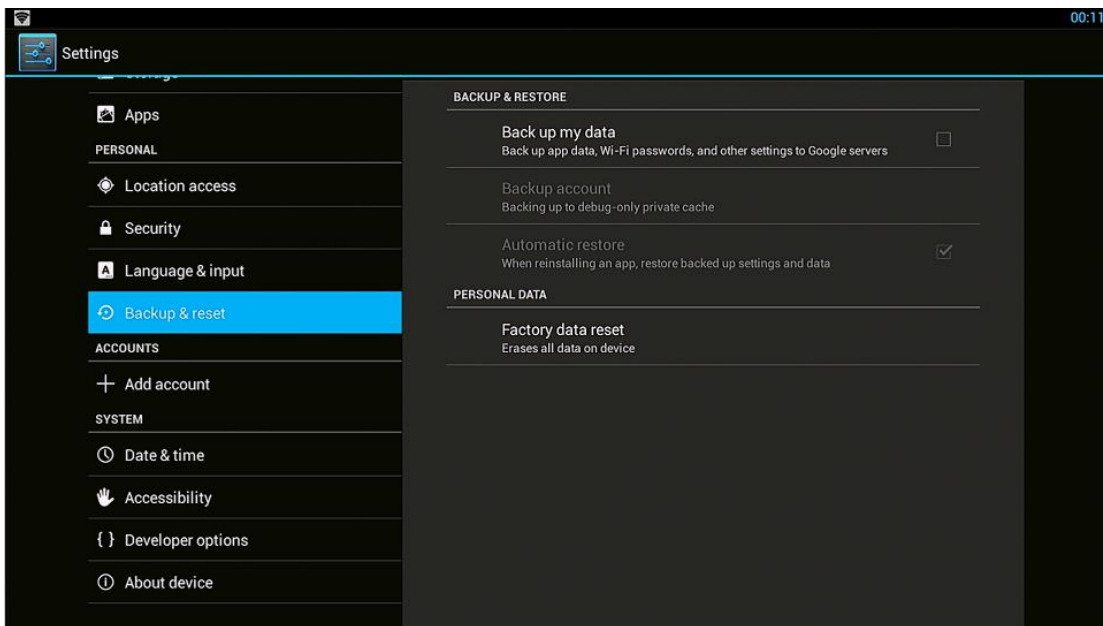 00:11
Settings
Apps
PERSONAL
Location access
Security
Language & input
Backup & reset
ACCOUNTS
Add account
SYSTEM
Date & time
Accessibility
{ } Developer options
About device
BACKUP & RESTORE
Back up my data
Back up app data, Wi-Fi passwords, and other settings to Google servers
Backup account
Backing up to debug-only private cache
Automatic restore
When reinstalling an app, restore backed up settings and data
PERSONAL DATA
Factory data reset
Erases all data on device